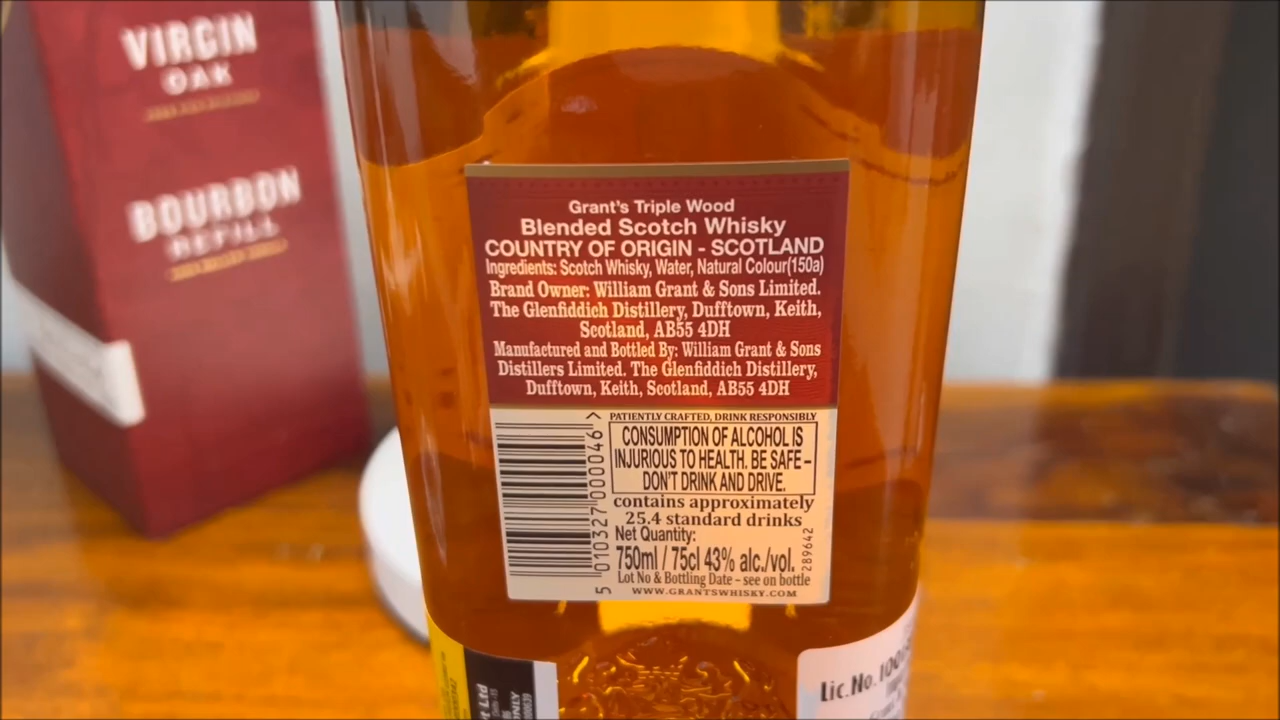 VIRGIN
OAK
BOURBON
REFILL
Grant's Triple Wood
Blended Scotch Whisky
COUNTRY OF ORIGIN - SCOTLAND
Ingredients: Scotch Whisky, Water, Natural Colour(150a)
Brand Owner: William Grant & Sons Limited.
The Glenfiddich Distillery, Dufftown, Keith,
Scotland, AB55 4DH
Manufactured and Bottled By: William Grant & Sons
Distillers Limited. The Glenfiddich Distillery,
Dufftown, Keith, Scotland, AB55 4DH
PATIENTLY CRAFTED, DRINK RESPONSIBLY
CONSUMPTION OF ALCOHOL IS
INJURIOUS TO HEALTH. BE SAFE –
DON'T DRINK AND DRIVE.
contains approximately
25.4 standard drinks
Net Quantity:
750ml / 75cl 43% alc./vol.
Lot No & Bottling Date – see on bottle
WWW.GRANTSWHISKY.COM
5 010327 000046 >
289642
Lic.No.
Ltd
ONLY